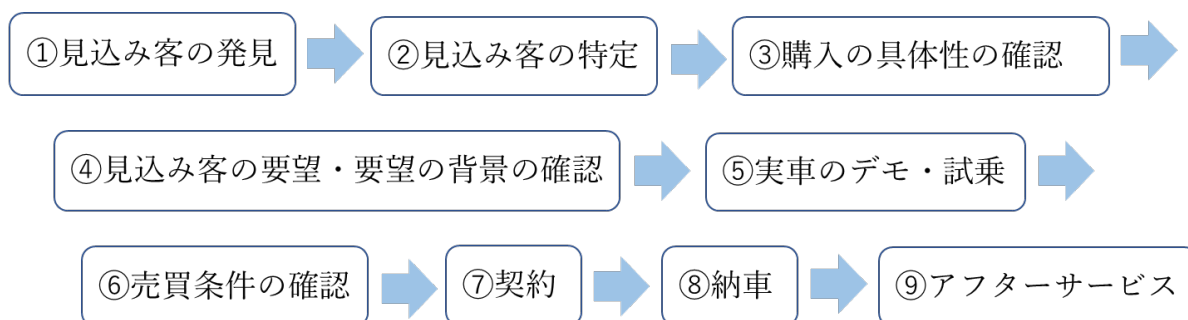 ①見込み客の発見
②見込み客の特定
③購入の具体性の確認
④見込み客の要望・要望の背景の確認
⑤実車のデモ・試乗
⑥売買条件の確認
⑦契約
⑧納車
⑨アフターサービス